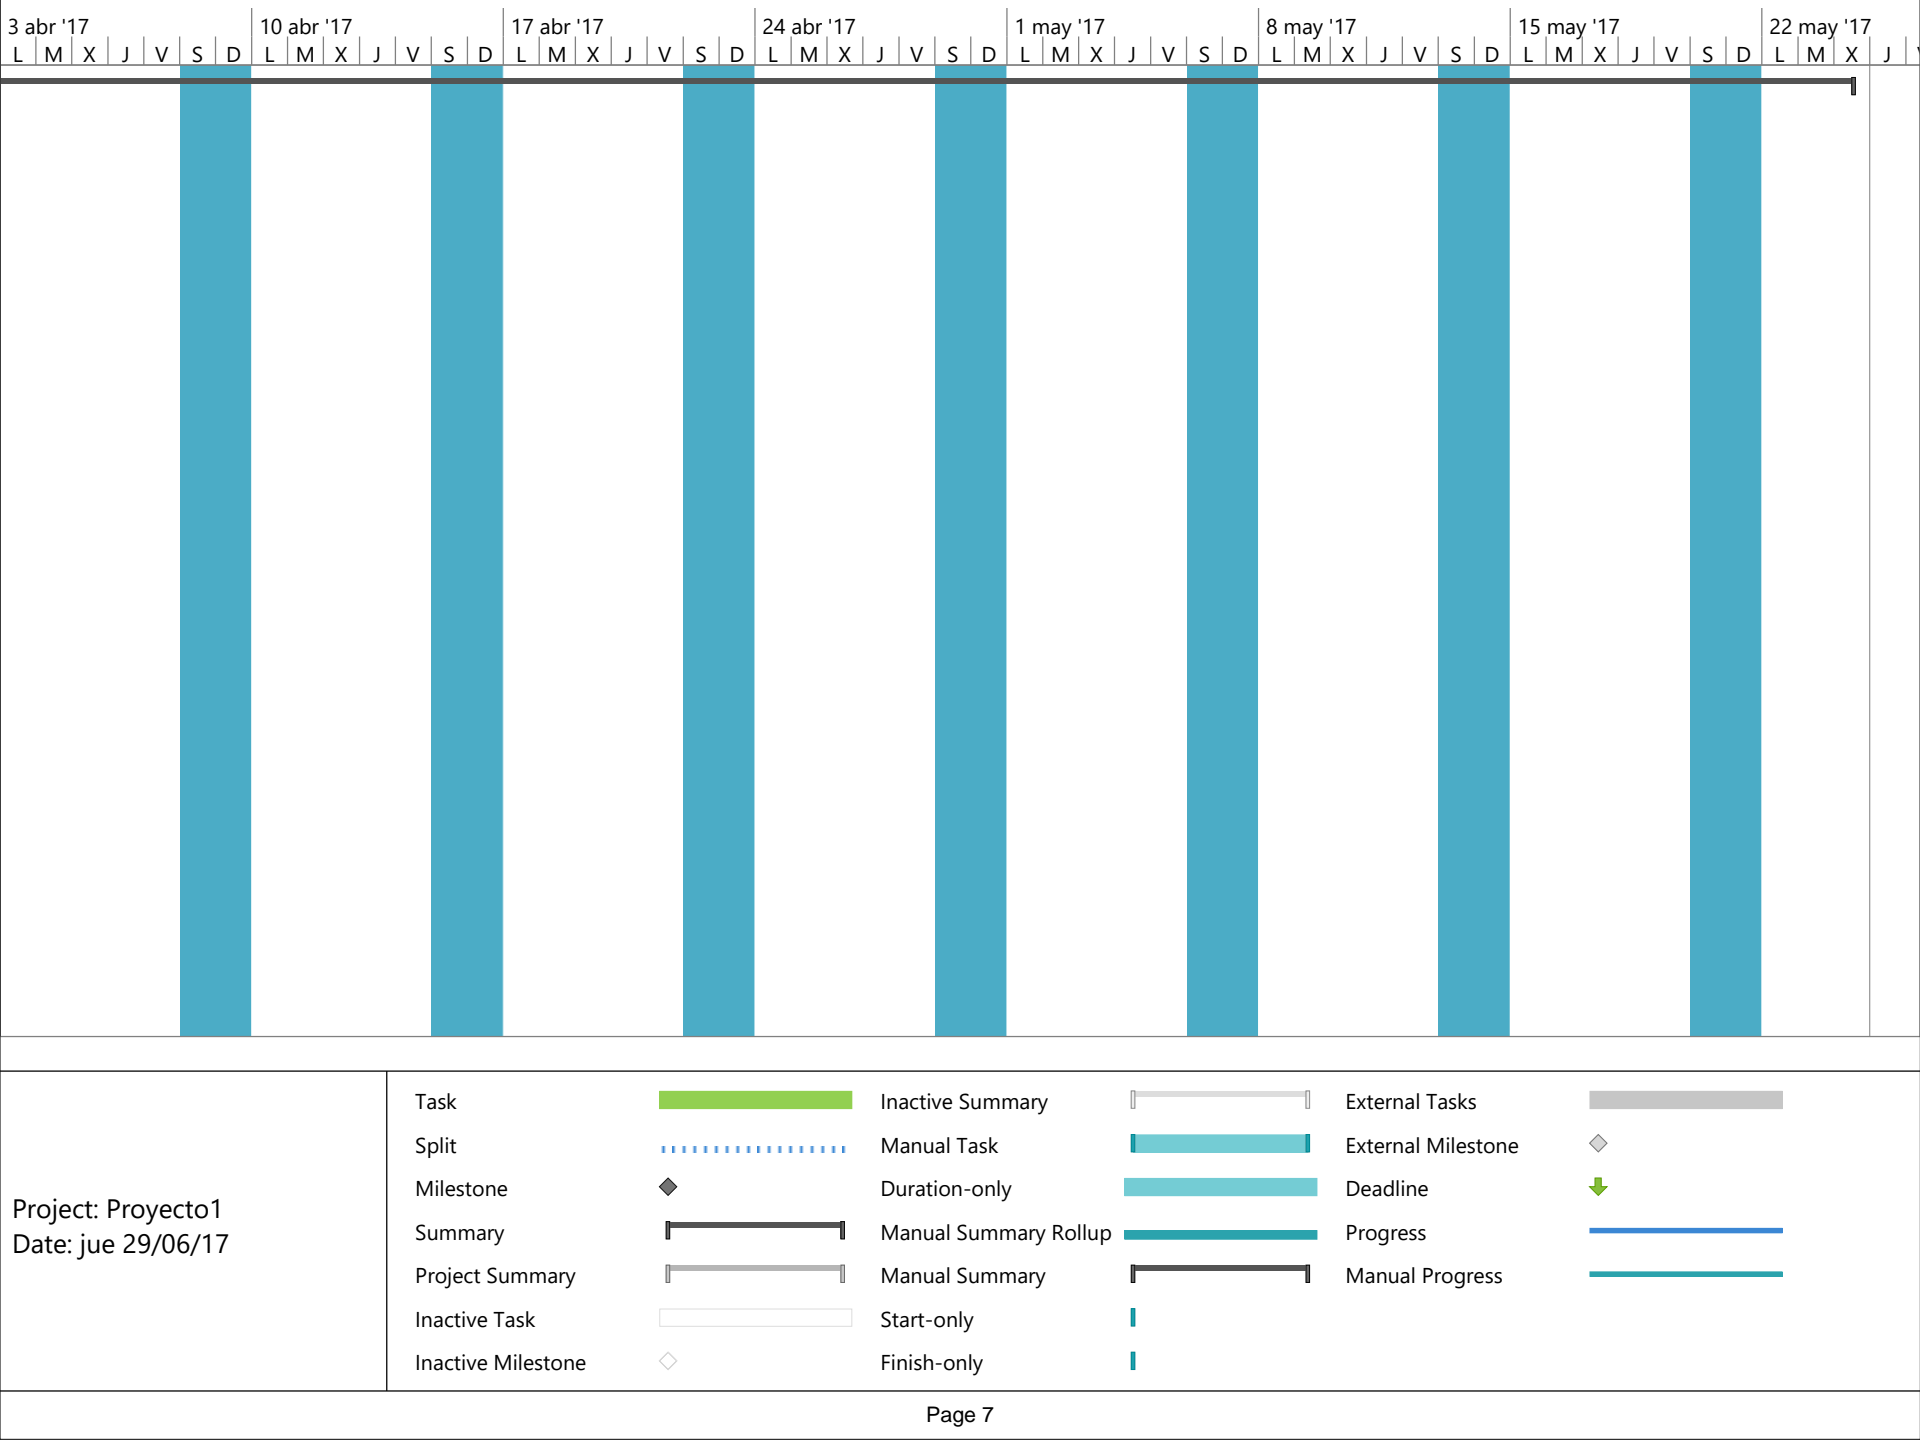 3 abr '17 10 abr '17 17 abr '17 24 abr '17 1 may '17 8 may '17 15 may '17 22 may '17
L M X J V S D L M X J V S D L M X J V S D L M X J V S D L M X J V S D L M X J V S D L M X J V S D L M X J
Project: Proyecto1
Date: jue 29/06/17
Task
Split
Milestone
Summary
Project Summary
Inactive Task
Inactive Milestone
Inactive Summary
Manual Task
Duration-only
Manual Summary Rollup
Manual Summary
Start-only
Finish-only
External Tasks
External Milestone
Deadline
Progress
Manual Progress
Page 7